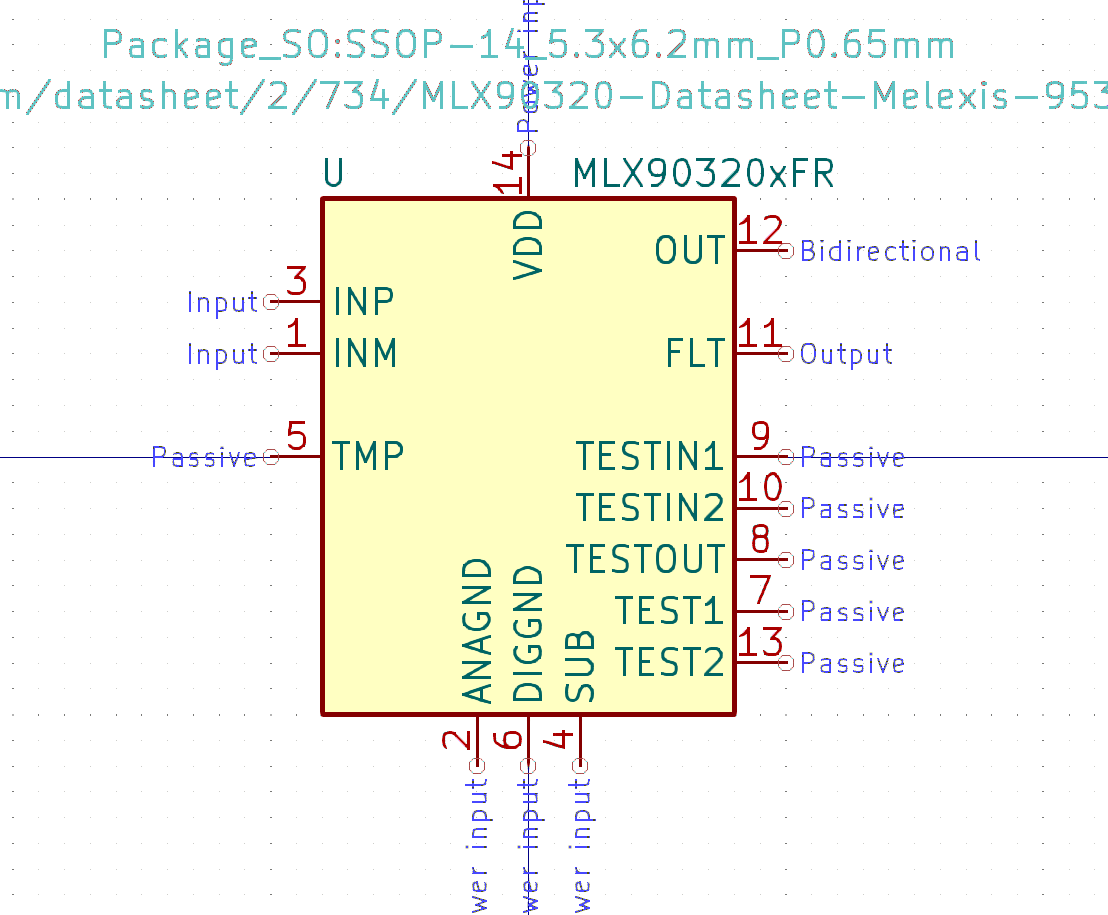 Package_SO:SSOP-14_5.3x6.2mm_P0.65mm
m/datasheet/2/734/MLX90320-Datasheet-Melexis-953
Power inp
14
U
MLX90320xFR
VDD
12
OUT
Bidirectional
3
Input
INP
1
Input
INM
11
FLT
Output
5
Passive
TMP
9
TESTIN1
Passive
10
TESTIN2
Passive
8
TESTOUT
Passive
7
TEST1
Passive
13
TEST2
Passive
ANAGND
DIGGND
SUB
2
6
4
wer input
wer input
wer input